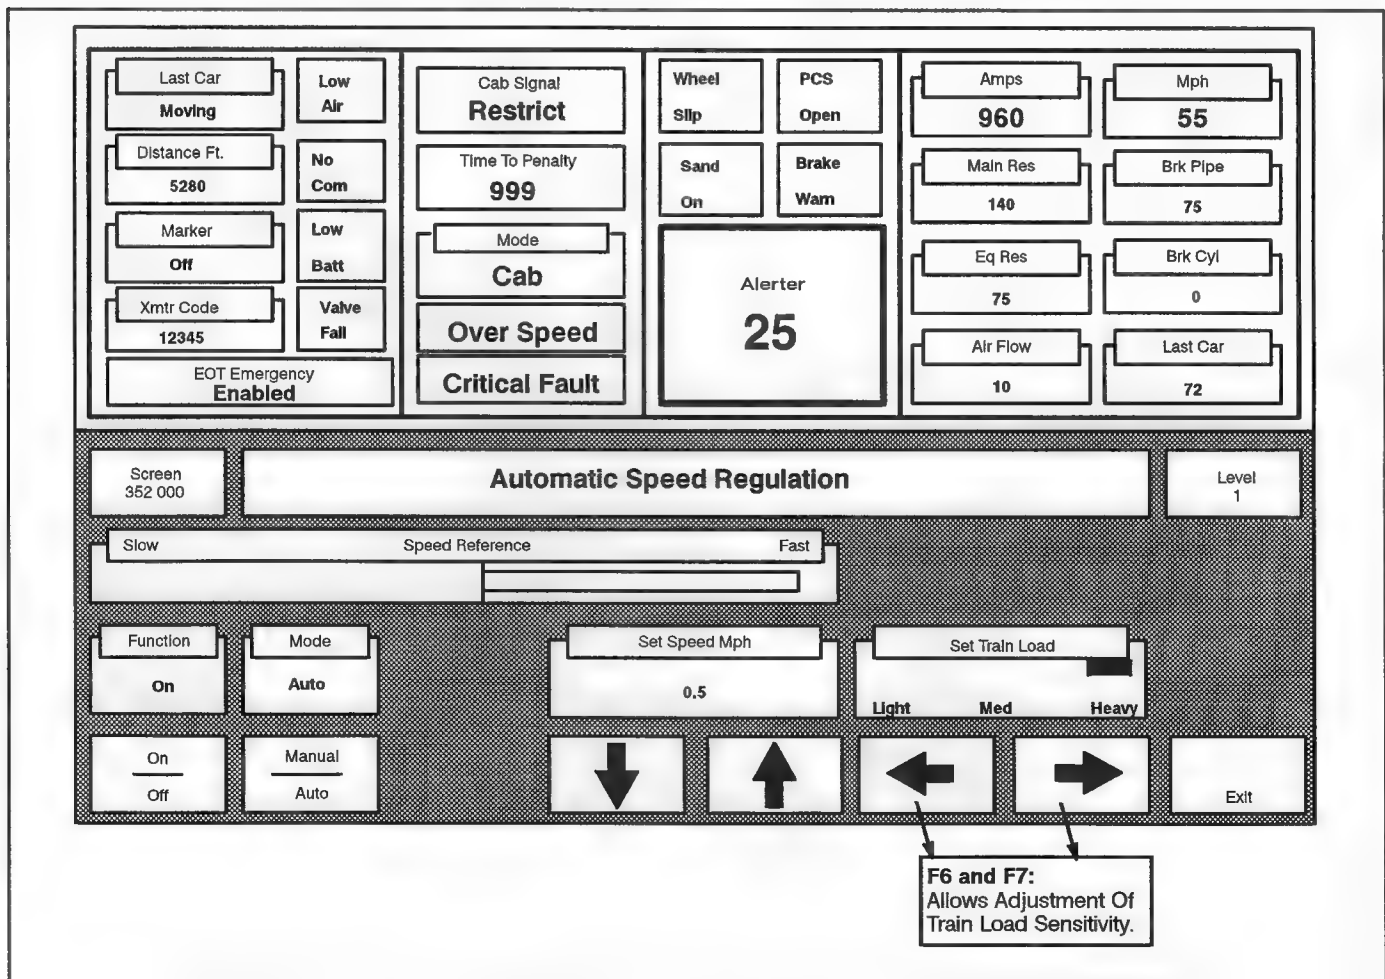 Last Car
Moving
Low
Air
Distance Ft.
5280
No
Com
Marker
Off
Low
Batt
Xmtr Code
12345
Valve
Fail
EOT Emergency
Enabled
Cab Signal
Restrict
Time To Penalty
999
Mode
Cab
Over Speed
Critical Fault
Wheel
Slip
PCS
Open
Sand
On
Brake
Warn
Alerter
25
Amps
960
Mph
55
Main Res
140
Brk Pipe
75
Eq Res
75
Brk Cyl
0
Air Flow
10
Last Car
72
Screen
352 000
Automatic Speed Regulation
Level
1
Slow Speed Reference Fast
Function
On
Mode
Auto
Set Speed Mph
0.5
Set Train Load
Light Med Heavy
On
Off
Manual
Auto
Exit
F6 and F7:
Allows Adjustment Of
Train Load Sensitivity.